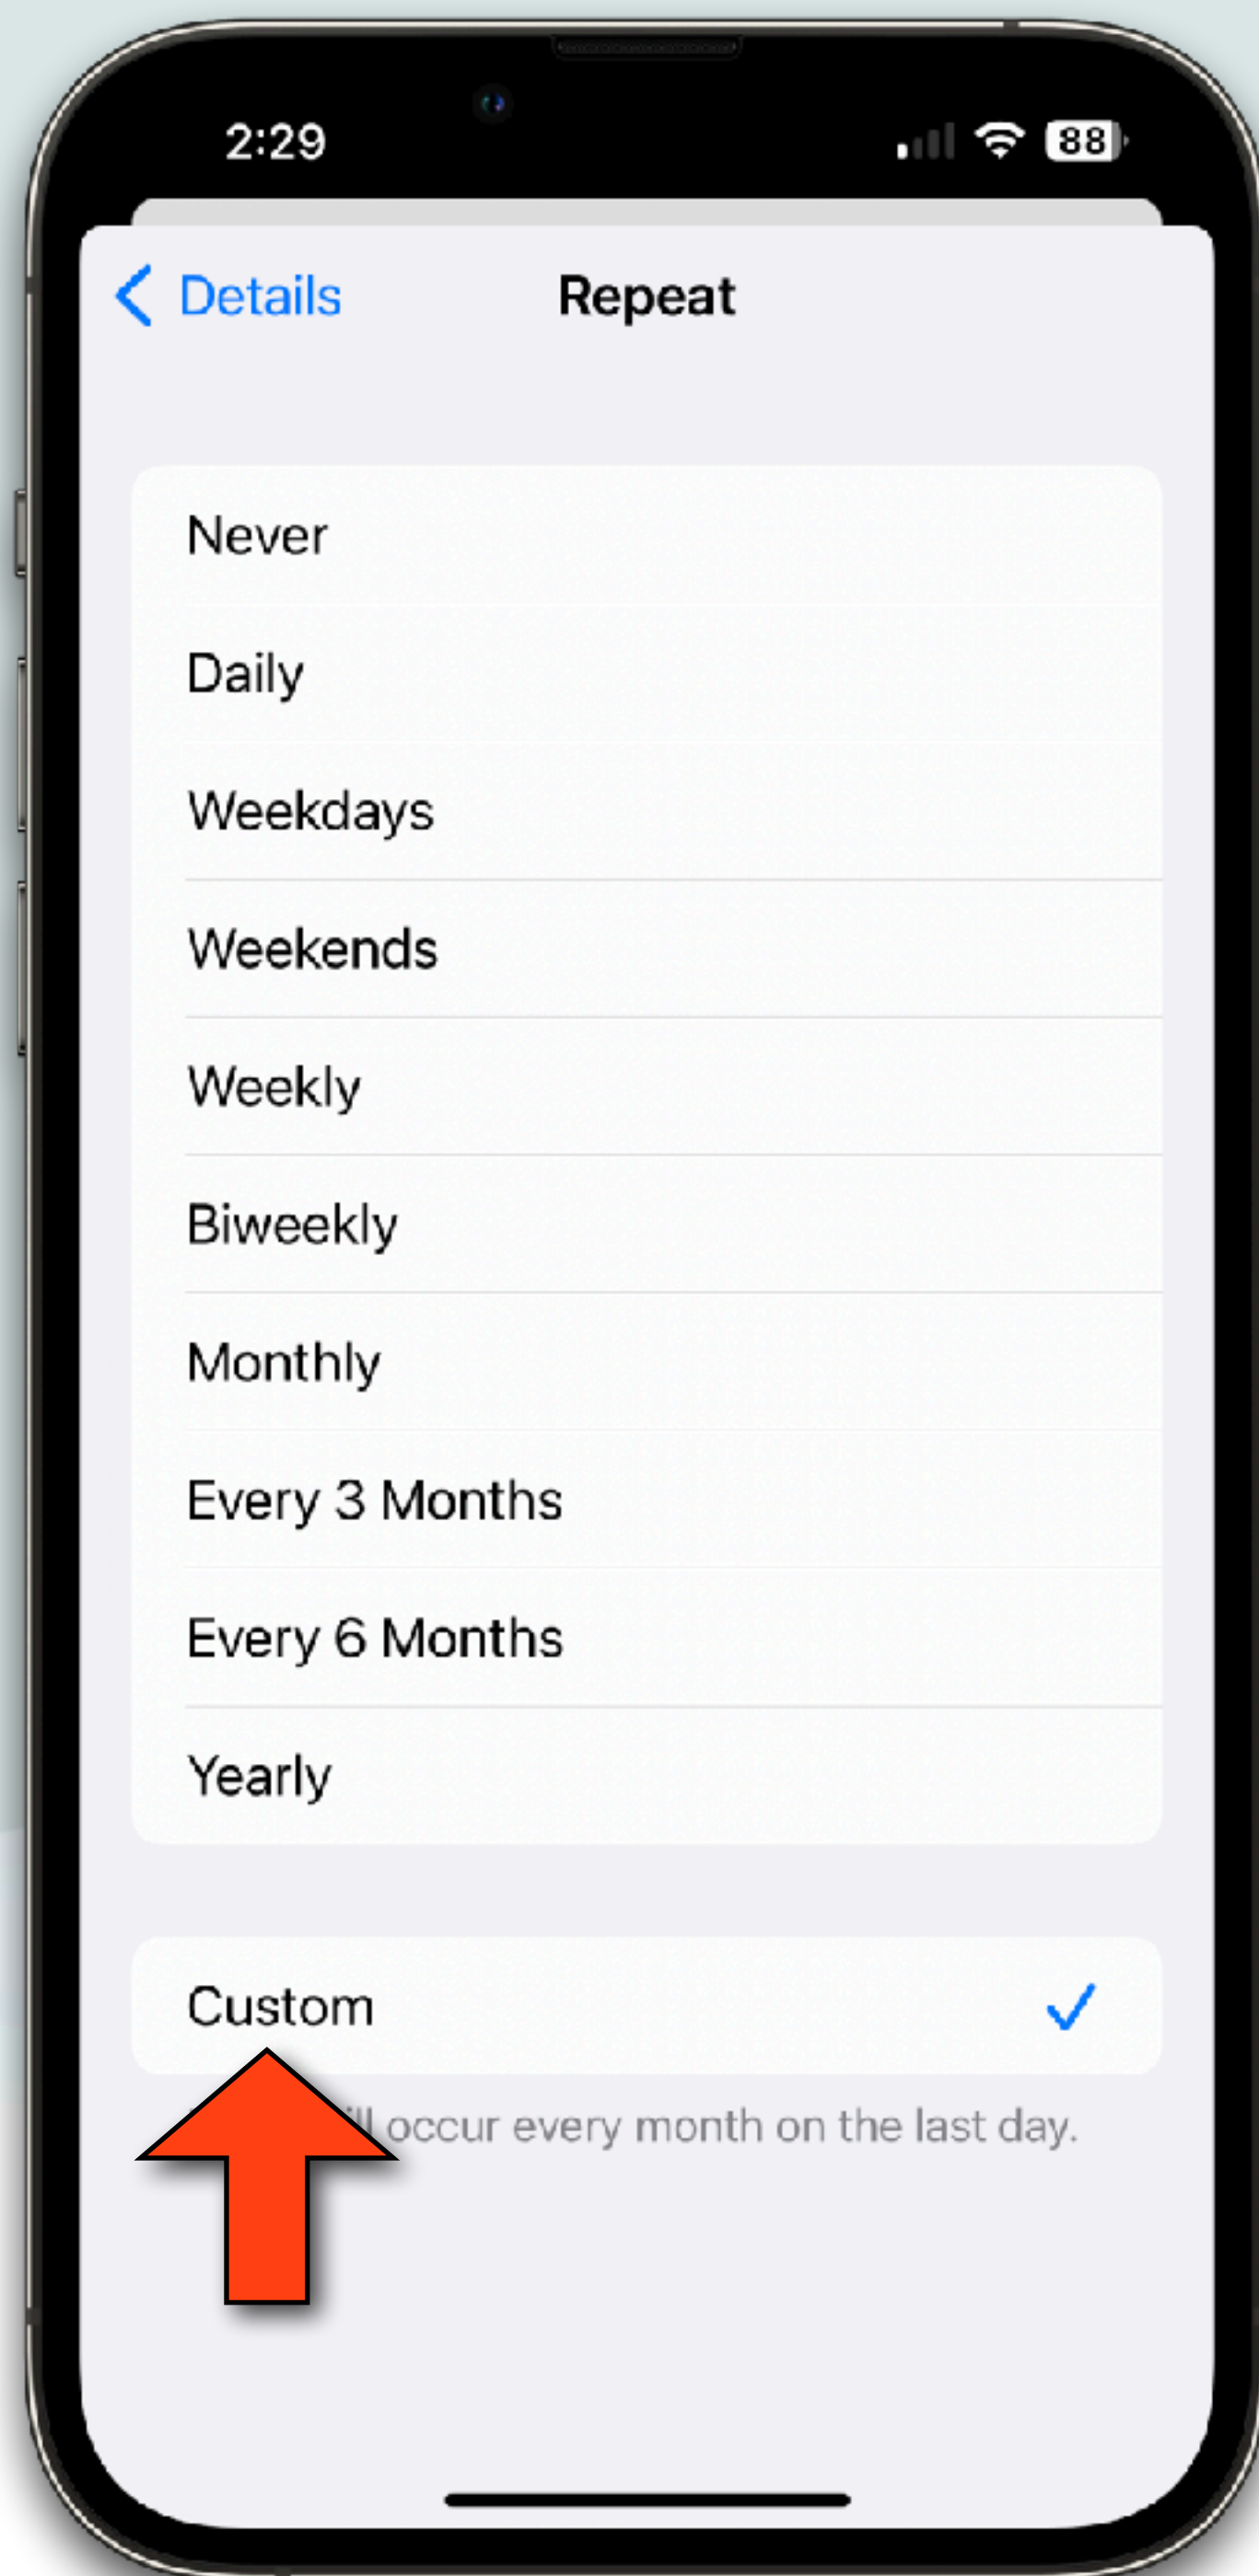 2:29
88
Details
Repeat
Never
Daily
Weekdays
Weekends
Weekly
Biweekly
Monthly
Every 3 Months
Every 6 Months
Yearly
Custom
occur every month on the last day.